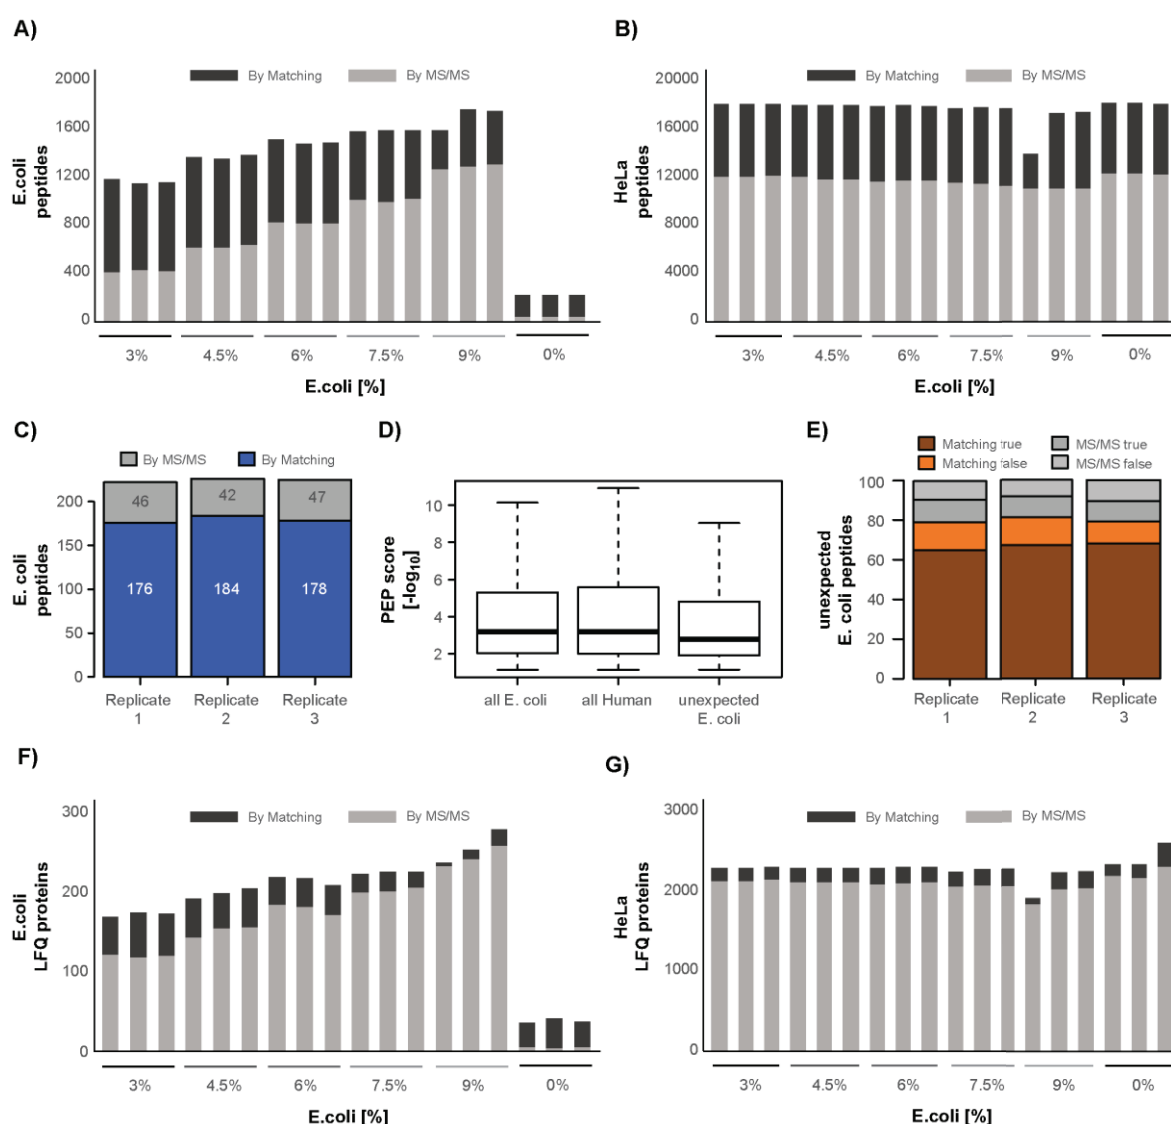 A)
By Matching
By MS/MS
2000
1600
1200
800
400
0
E.coli
peptides
3%
4.5%
6%
7.5%
9%
0%
E.coli [%]
B)
By Matching
By MS/MS
20000
16000
12000
8000
4000
0
HeLa
peptides
3%
4.5%
6%
7.5%
9%
0%
E.coli [%]
C)
By MS/MS
By Matching
200
150
100
50
0
E. coli
peptides
46
42
47
176
184
178
Replicate
1
Replicate
2
Replicate
3
D)
10
6
4
2
PEP score
[-log10]
all E. coli
all Human
unexpected
E. coli
E)
Matching true
MS/MS true
Matching false
MS/MS false
100
80
60
40
20
0
unexpected
E. coli peptides
Replicate
1
Replicate
2
Replicate
3
F)
By Matching
By MS/MS
300
200
100
0
E.coli
LFQ proteins
3%
4.5%
6%
7.5%
9%
0%
E.coli [%]
G)
By Matching
By MS/MS
3000
2000
1000
0
HeLa
LFQ proteins
3%
4.5%
6%
7.5%
9%
0%
E.coli [%]